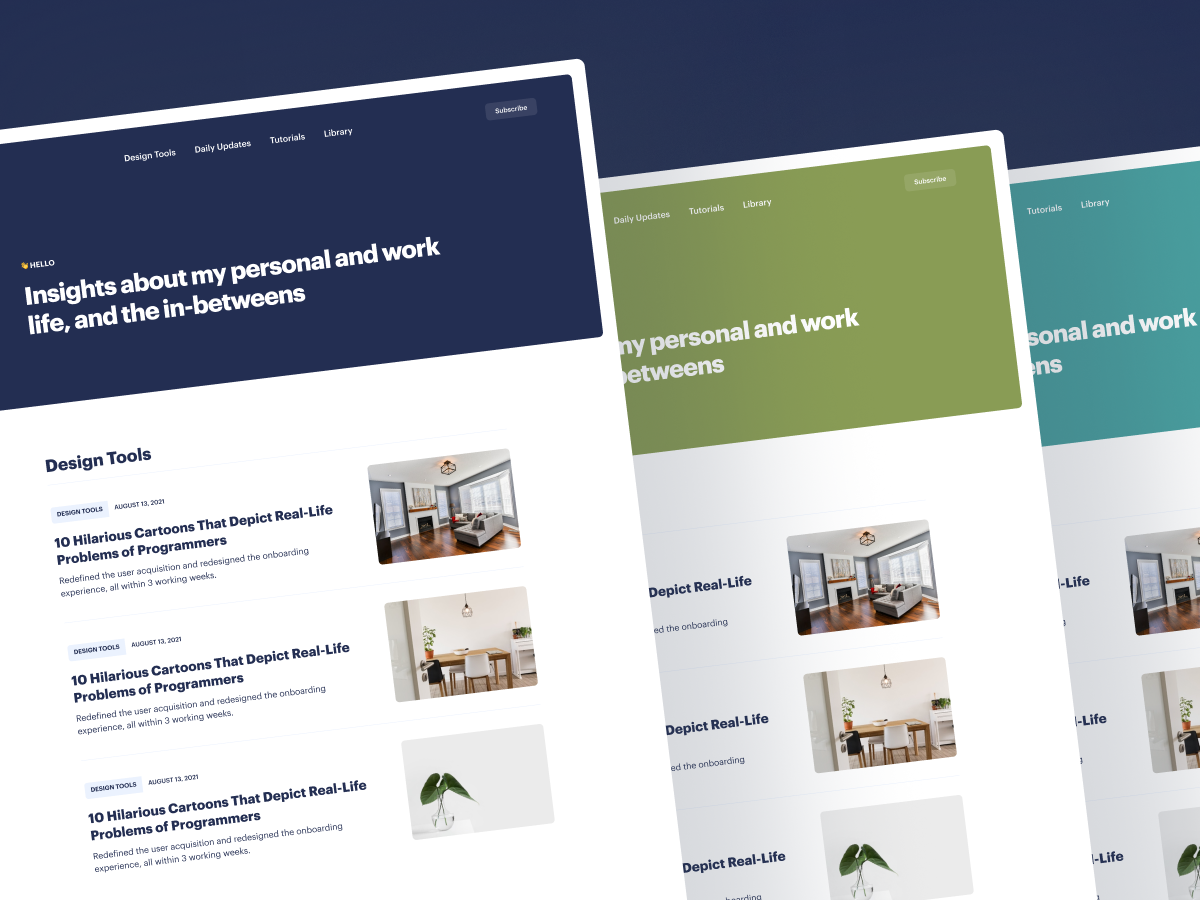 Design Tools
Daily Updates
Tutorials
Library
Subscribe
👋 HELLO
Insights about my personal and work
life, and the in-betweens
Design Tools
DESIGN TOOLS
AUGUST 13, 2021
10 Hilarious Cartoons That Depict Real-Life
Problems of Programmers
Redefined the user acquisition and redesigned the onboarding
experience, all within 3 working weeks.
DESIGN TOOLS
AUGUST 13, 2021
10 Hilarious Cartoons That Depict Real-Life
Problems of Programmers
Redefined the user acquisition and redesigned the onboarding
experience, all within 3 working weeks.
DESIGN TOOLS
AUGUST 13, 2021
10 Hilarious Cartoons That Depict Real-Life
Problems of Programmers
Redefined the user acquisition and redesigned the onboarding
experience, all within 3 working weeks.
Daily Updates
Tutorials
Library
Subscribe
my personal and work
betweens
Depict Real-Life
ed the onboarding
Depict Real-Life
ed the onboarding
Depict Real-Life
boarding
Tutorials
Library
sonal and work
ens
-Life
-Life
-Life